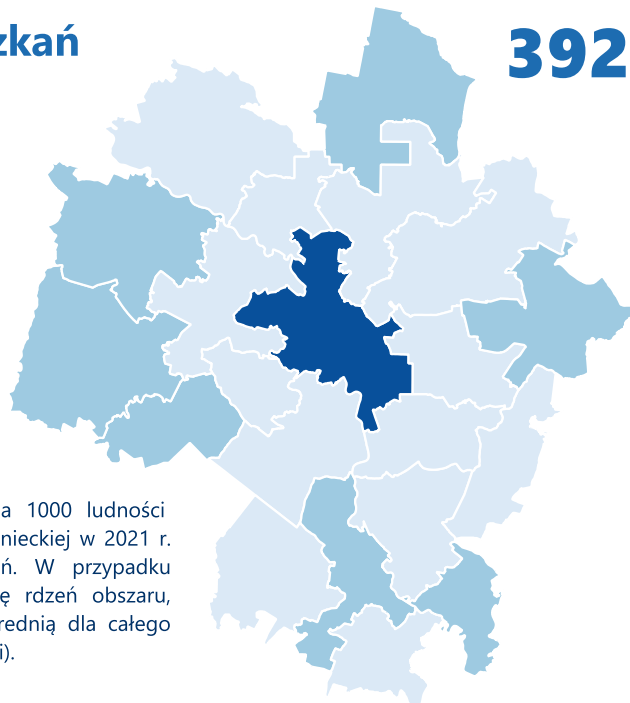 zkań
392
a 1000 ludności
nieckiej w 2021 r.
ń. W przypadku
ę rdzeń obszaru,
rednią dla całego
i).